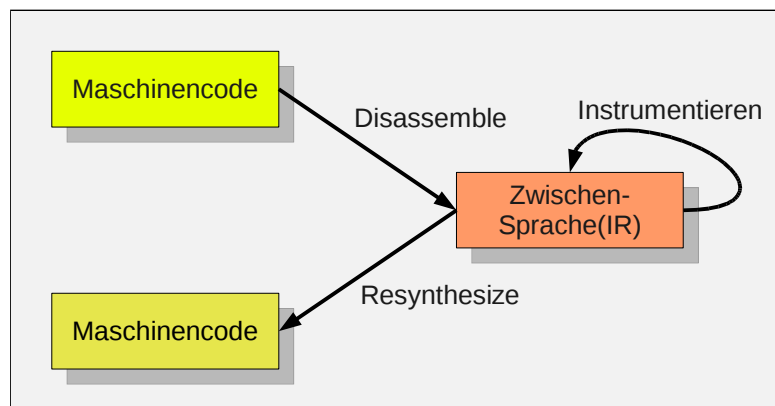 Maschinencode
Disassemble
Instrumentieren
Zwischen-
Sprache(IR)
Resynthesize
Maschinencode